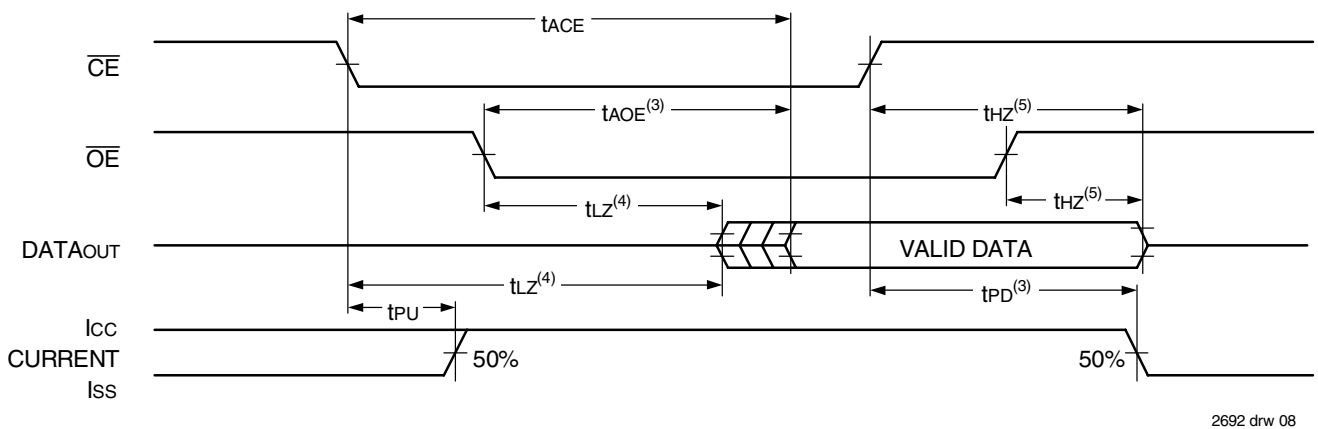 tACE
CE
tAOE(3)
tHZ(5)
OE
tHZ(5)
tLZ(4)
DATAOUT
VALID DATA
tLZ(4)
tPD(3)
tPU
ICC
CURRENT
50%
50%
ISS
2692 drw 08